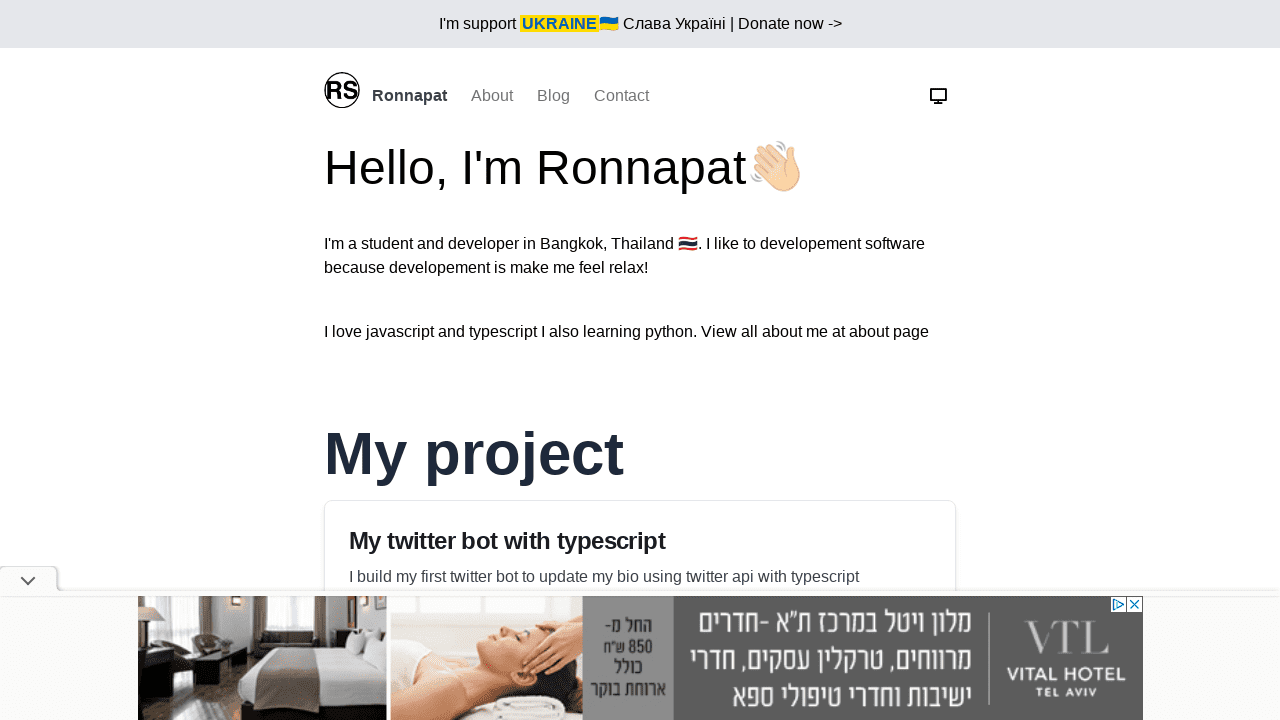 I'm support UKRAINE🇺🇦 Слава Україні | Donate now ->
RS Ronnapat About Blog Contact
Hello, I'm Ronnapat👋🏼
I'm a student and developer in Bangkok, Thailand 🇹🇭. I like to developement software
because developement is make me feel relax!
I love javascript and typescript I also learning python. View all about me at about page
My project
My twitter bot with typescript
I build my first twitter bot to update my bio using twitter api with typescript
מלון ויטל במרכז ת"א -חדרים
מרווחים, טרקלין עסקים, חדרי
ישיבות וחדרי טיפולי ספא
החל מ-
850 ש"ח
כולל
ארוחת בוקר
VTL
VITAL HOTEL
TEL AVIV